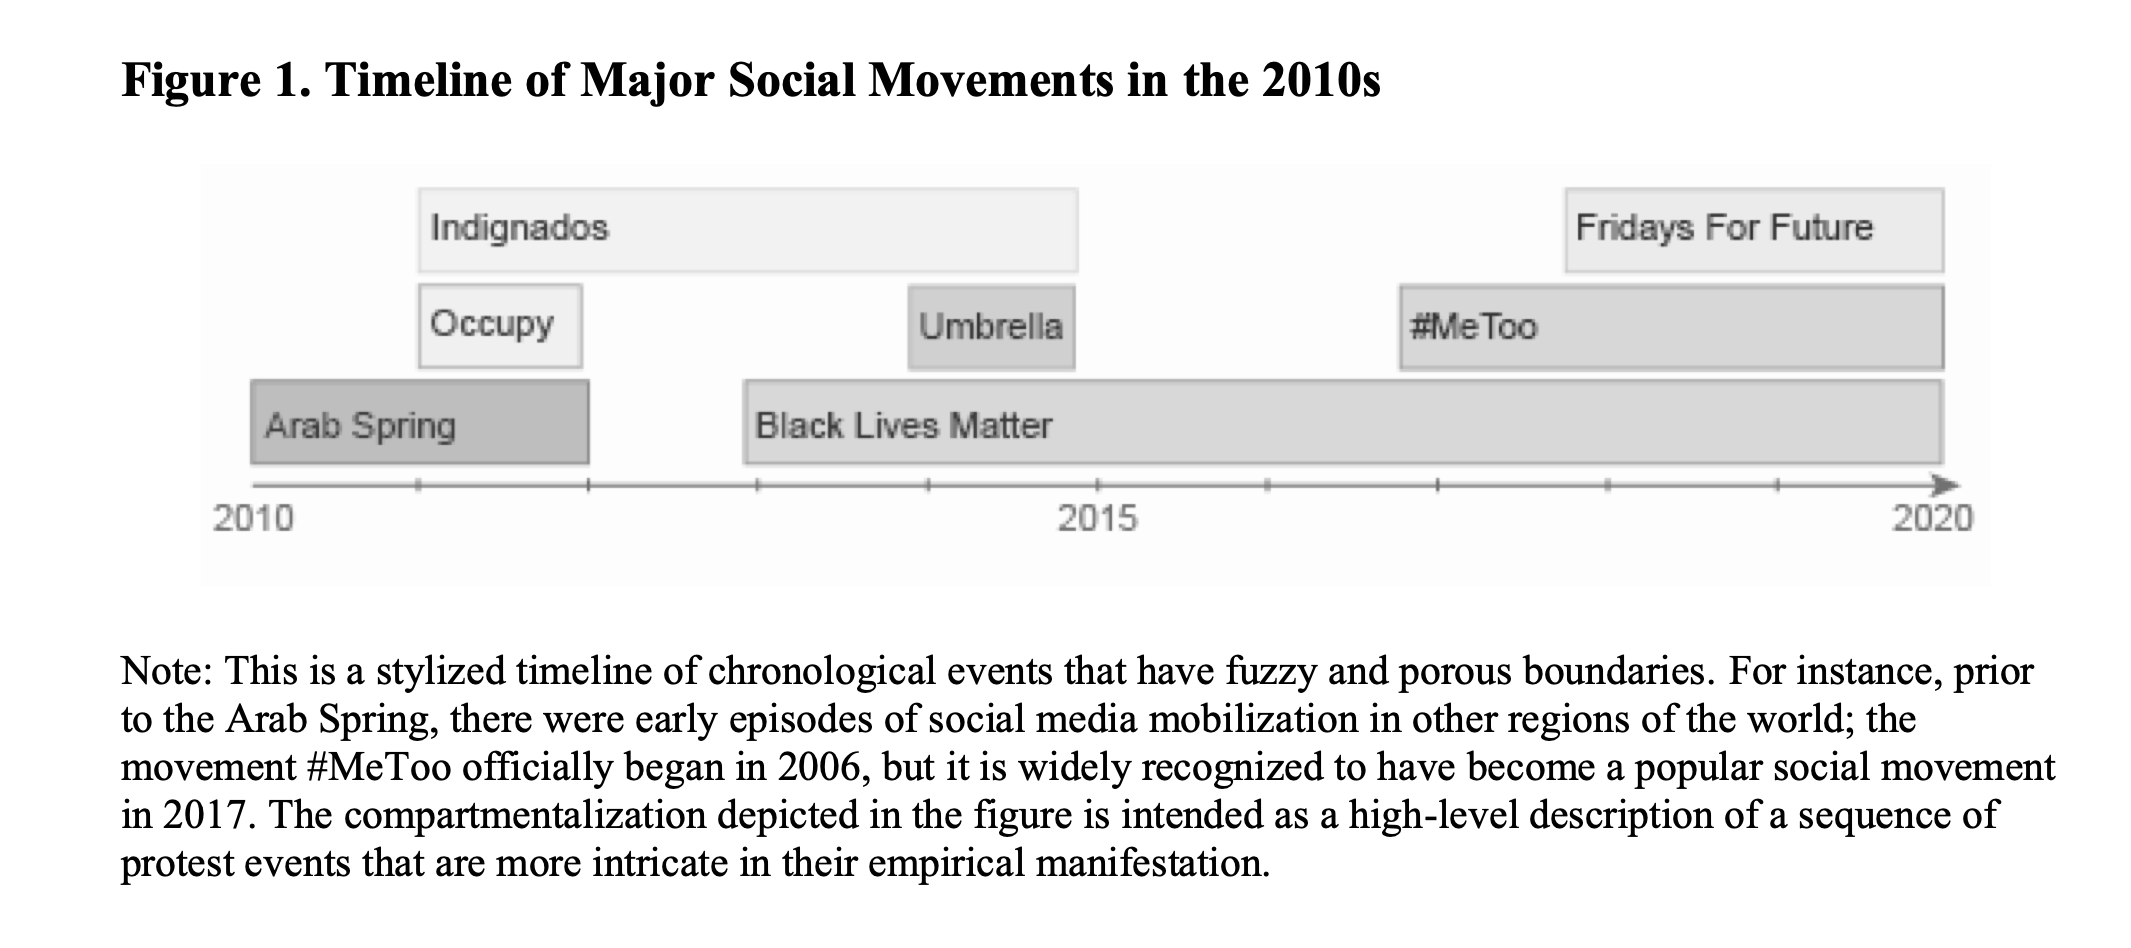 Figure 1. Timeline of Major Social Movements in the 2010s
Indignados
Fridays For Future
Occupy
Umbrella
#MeToo
Arab Spring
Black Lives Matter
2010
2015
2020
Note: This is a stylized timeline of chronological events that have fuzzy and porous boundaries. For instance, prior
to the Arab Spring, there were early episodes of social media mobilization in other regions of the world; the
movement #MeToo officially began in 2006, but it is widely recognized to have become a popular social movement
in 2017. The compartmentalization depicted in the figure is intended as a high-level description of a sequence of
protest events that are more intricate in their empirical manifestation.